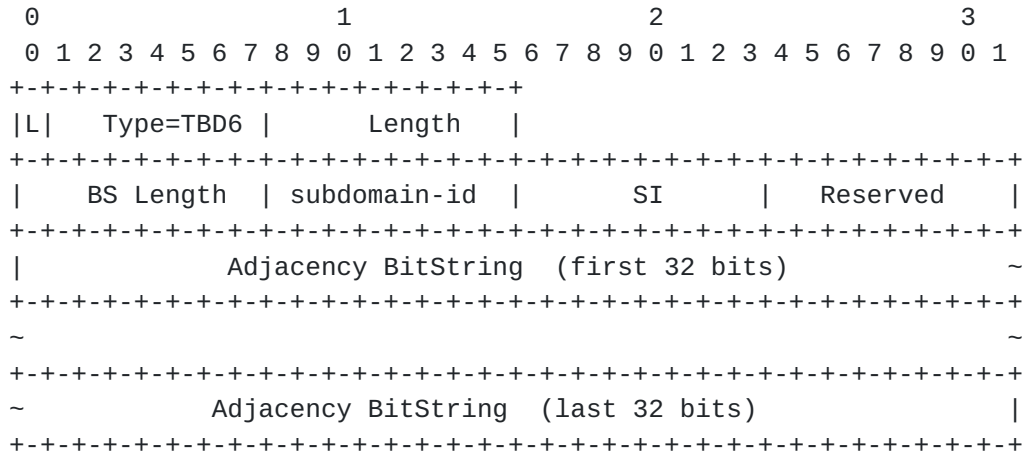 0                   1                   2                   3
 0 1 2 3 4 5 6 7 8 9 0 1 2 3 4 5 6 7 8 9 0 1 2 3 4 5 6 7 8 9 0 1
+-+-+-+-+-+-+-+-+-+-+-+-+-+-+-+-+
|L|   Type=TBD6 |      Length   |
+-+-+-+-+-+-+-+-+-+-+-+-+-+-+-+-+-+-+-+-+-+-+-+-+-+-+-+-+-+-+-+-+
|    BS Length  | subdomain-id  |       SI      |   Reserved    |
+-+-+-+-+-+-+-+-+-+-+-+-+-+-+-+-+-+-+-+-+-+-+-+-+-+-+-+-+-+-+-+-+
|             Adjacency BitString  (first 32 bits)              ~
+-+-+-+-+-+-+-+-+-+-+-+-+-+-+-+-+-+-+-+-+-+-+-+-+-+-+-+-+-+-+-+-+
~                                                               ~
+-+-+-+-+-+-+-+-+-+-+-+-+-+-+-+-+-+-+-+-+-+-+-+-+-+-+-+-+-+-+-+-+
~            Adjacency BitString  (last 32 bits)                |
+-+-+-+-+-+-+-+-+-+-+-+-+-+-+-+-+-+-+-+-+-+-+-+-+-+-+-+-+-+-+-+-+